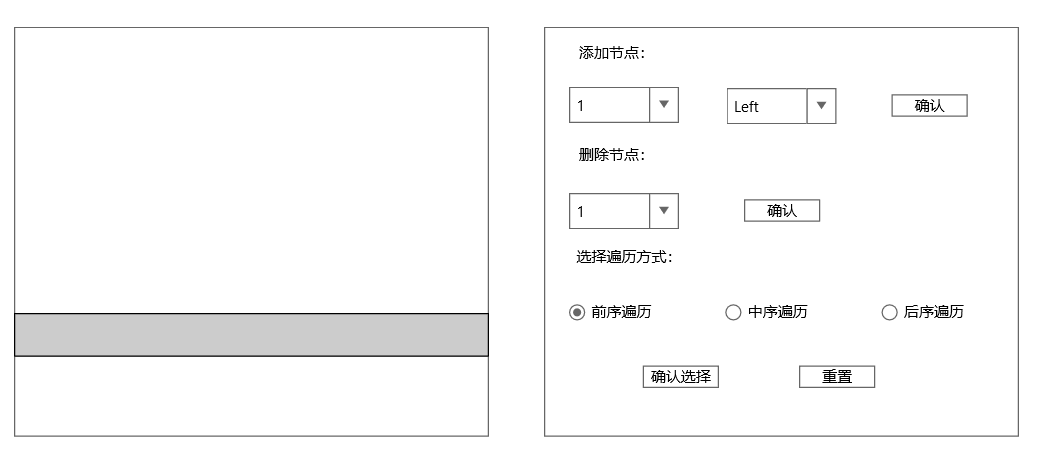 添加节点：
1 Left 确认
删除节点：
1 确认
选择遍历方式：
前序遍历 中序遍历 后序遍历
确认选择 重置